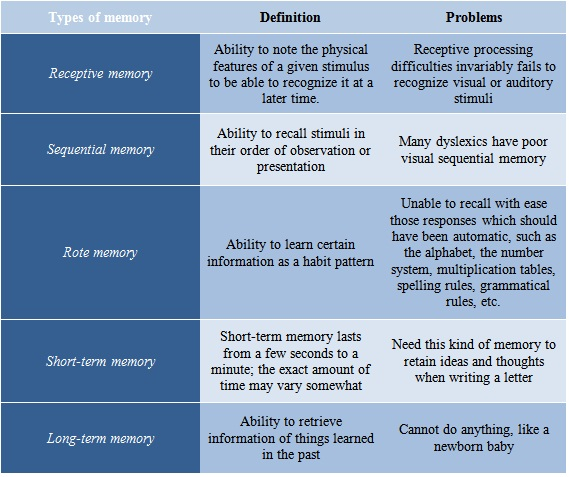 Types of memory
Definition
Problems
Receptive memory
Ability to note the physical
features of a given stimulus
to be able to recognize it at a
later time.
Receptive processing
difficulties invariably fails to
recognize visual or auditory
stimuli
Sequential memory
Ability to recall stimuli in
their order of observation or
presentation
Many dyslexics have poor
visual sequential memory
Rote memory
Ability to learn certain
information as a habit pattern
Unable to recall with ease
those responses which should
have been automatic, such as
the alphabet, the number
system, multiplication tables,
spelling rules, grammatical
rules, etc.
Short-term memory
Short-term memory lasts
from a few seconds to a
minute; the exact amount of
time may vary somewhat
Need this kind of memory to
retain ideas and thoughts
when writing a letter
Long-term memory
Ability to retrieve
information of things learned
in the past
Cannot do anything, like a
newborn baby